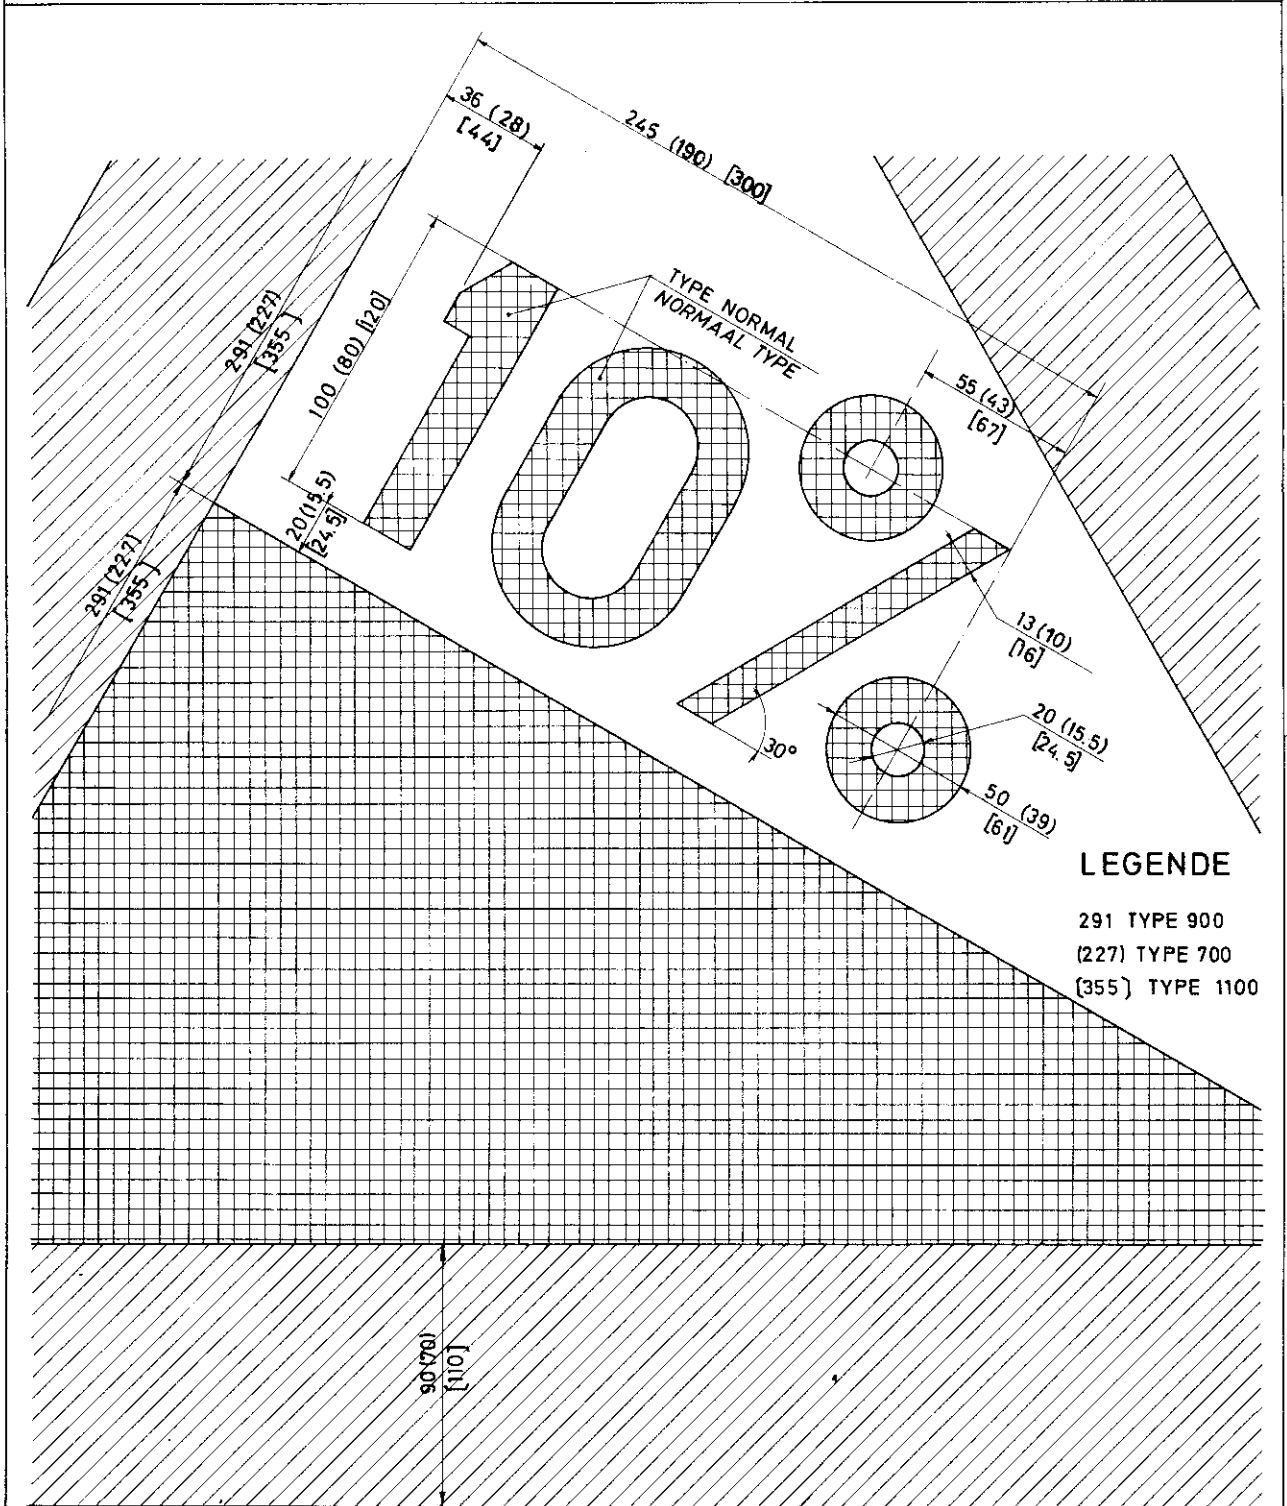 36 (28)
[44]
245 (190) [300]
TYPE NORMAL
NORMAAL TYPE
291 (227)
[355]
100 (80) [120]
10%
55 (43)
[67]
20 (15.5)
[24.5]
291 (227)
[355]
13 (10)
[16]
20 (15.5)
[24.5]
30°
50 (39)
[61]
LEGENDE
291 TYPE 900
(227) TYPE 700
[355] TYPE 1100
90 (70)
[110]